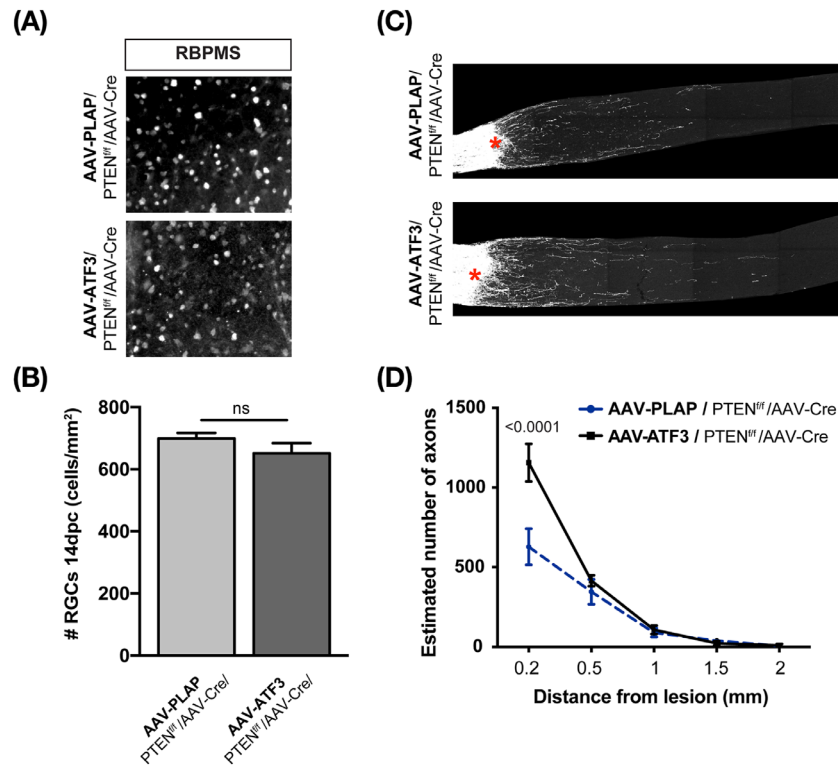 (A)
RBPMS
AAV-PLAP/
PTENf/f/AAV-Cre
AAV-ATF3/
PTENf/f/AAV-Cre
(B)
ns
# RGCs 14dpc (cells/mm²)
800
600
400
200
0
AAV-PLAP
PTENf/f/AAV-Cre/
AAV-ATF3
PTENf/f/AAV-Cre/
(C)
AAV-PLAP/
PTENf/f/AAV-Cre
*
AAV-ATF3/
PTENf/f/AAV-Cre
*
(D)
AAV-PLAP / PTENf/f/AAV-Cre
AAV-ATF3 / PTENf/f/AAV-Cre
<0.0001
Estimated number of axons
1500
1000
500
0
0.2 0.5 1 1.5 2
Distance from lesion (mm)